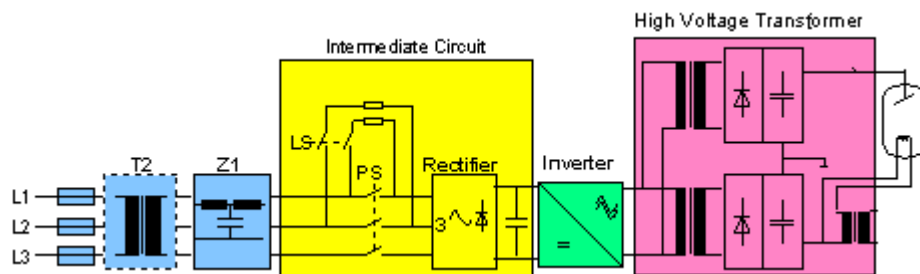 High Voltage Transformer
Intermediate Circuit
LS
T2
Z1
PS
Rectifier
Inverter
L1
L2
3
L3
=